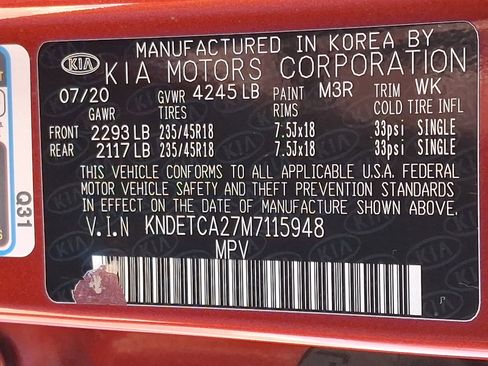 MANUFACTURED IN KOREA BY
KIA KIA MOTORS CORPORATION
07/20 GVWR 4245 LB PAINT M3R TRIM WK
GAWR TIRES RIMS COLD TIRE INFL
FRONT 2293 LB 235/45R18 7.5Jx18 33psi SINGLE
REAR 2117 LB 235/45R18 7.5Jx18 33psi SINGLE
THIS VEHICLE CONFORMS TO ALL APPLICABLE U.S.A. FEDERAL
MOTOR VEHICLE SAFETY AND THEFT PREVENTION STANDARDS
IN EFFECT ON THE DATE OF MANUFACTURE SHOWN ABOVE.
V.I.N KNDETCA27M7115948
MPV
Q31